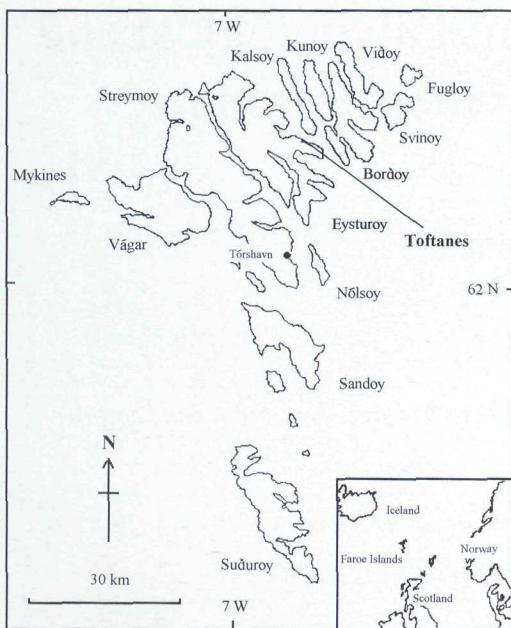 7 W
Kalsoy Kunoy Viðoy
Streymoy Fugloy
Svinoy
Mykines Borðoy
Eysturoy
Vágar Toftanes
Tórshavn
Nólsoy 62 N
Sandoy
N
Iceland
Faroe Islands Norway
Suðuroy Scotland
30 km
7 W